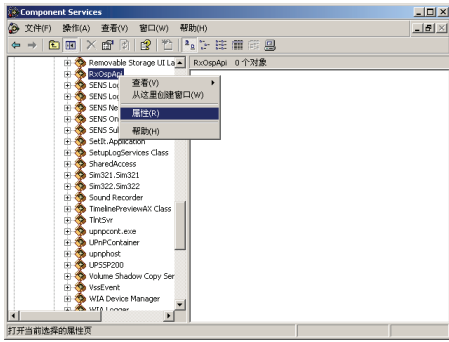 Component Services
文件(F) 操作(A) 查看(V) 窗口(W) 帮助(H)
Removable Storage UI La
RxOspApi 0 个对象
RxOspApi
查看(V)
SENS Log
从这里创建窗口(W)
SENS Log
SENS Ne
属性(R)
SENS On
SENS Sul
帮助(H)
SetIt.Application
SetupLogServices Class
SharedAccess
Sim321.Sim321
Sim322.Sim322
Sound Recorder
TimelinePreviewAX Class
TlntSvr
upnpcont.exe
UPnPContainer
upnphost
UPSSP200
Volume Shadow Copy Ser
VssEvent
WIA Device Manager
WIA Logger
打开当前选择的属性页